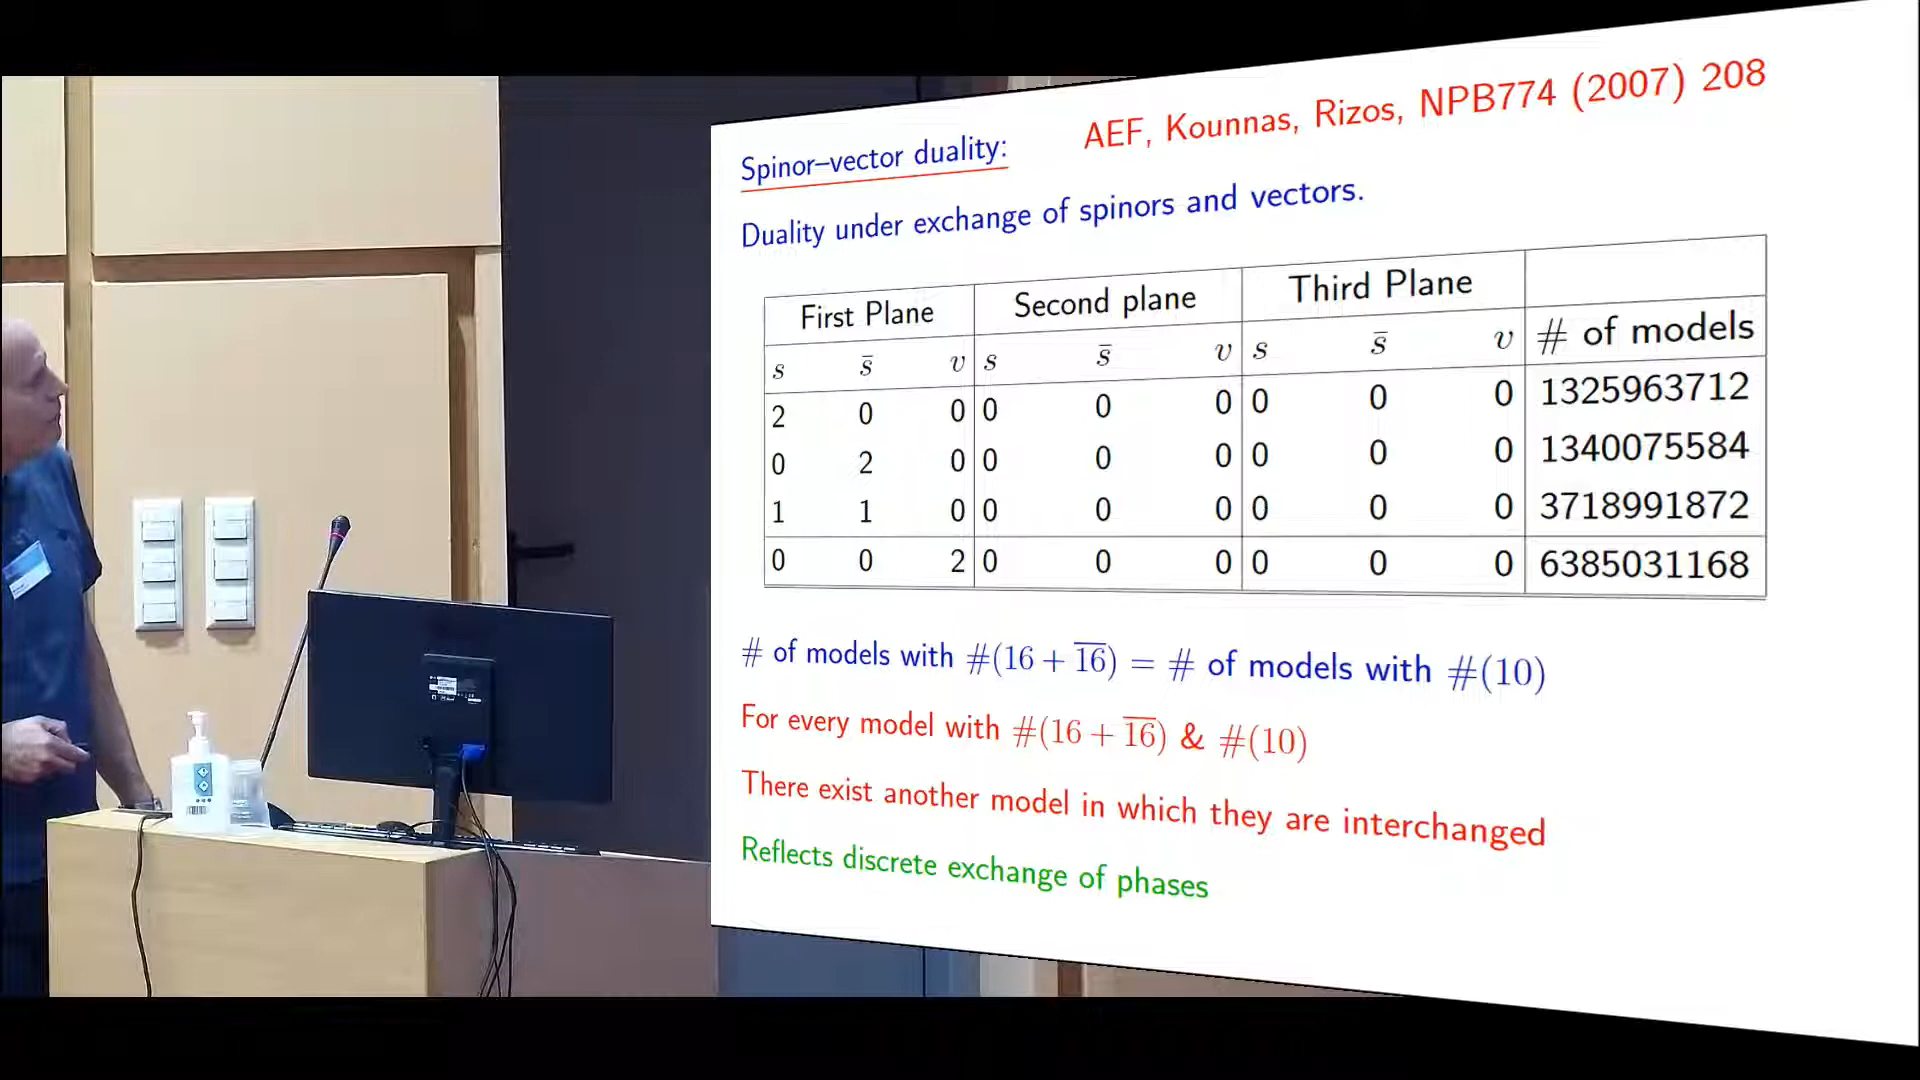 Spinor–vector duality: AEF, Kounnas, Rizos, NPB774 (2007) 208
Duality under exchange of spinors and vectors.
First Plane Second plane Third Plane
s s̄ v s s̄ v s s̄ v # of models
2 0 0 0 0 0 0 0 0 1325963712
0 2 0 0 0 0 0 0 0 1340075584
1 1 0 0 0 0 0 0 0 3718991872
0 0 2 0 0 0 0 0 0 6385031168
# of models with #(16 + 1̅6̅) = # of models with #(10)
For every model with #(16 + 1̅6̅) & #(10)
There exist another model in which they are interchanged
Reflects discrete exchange of phases